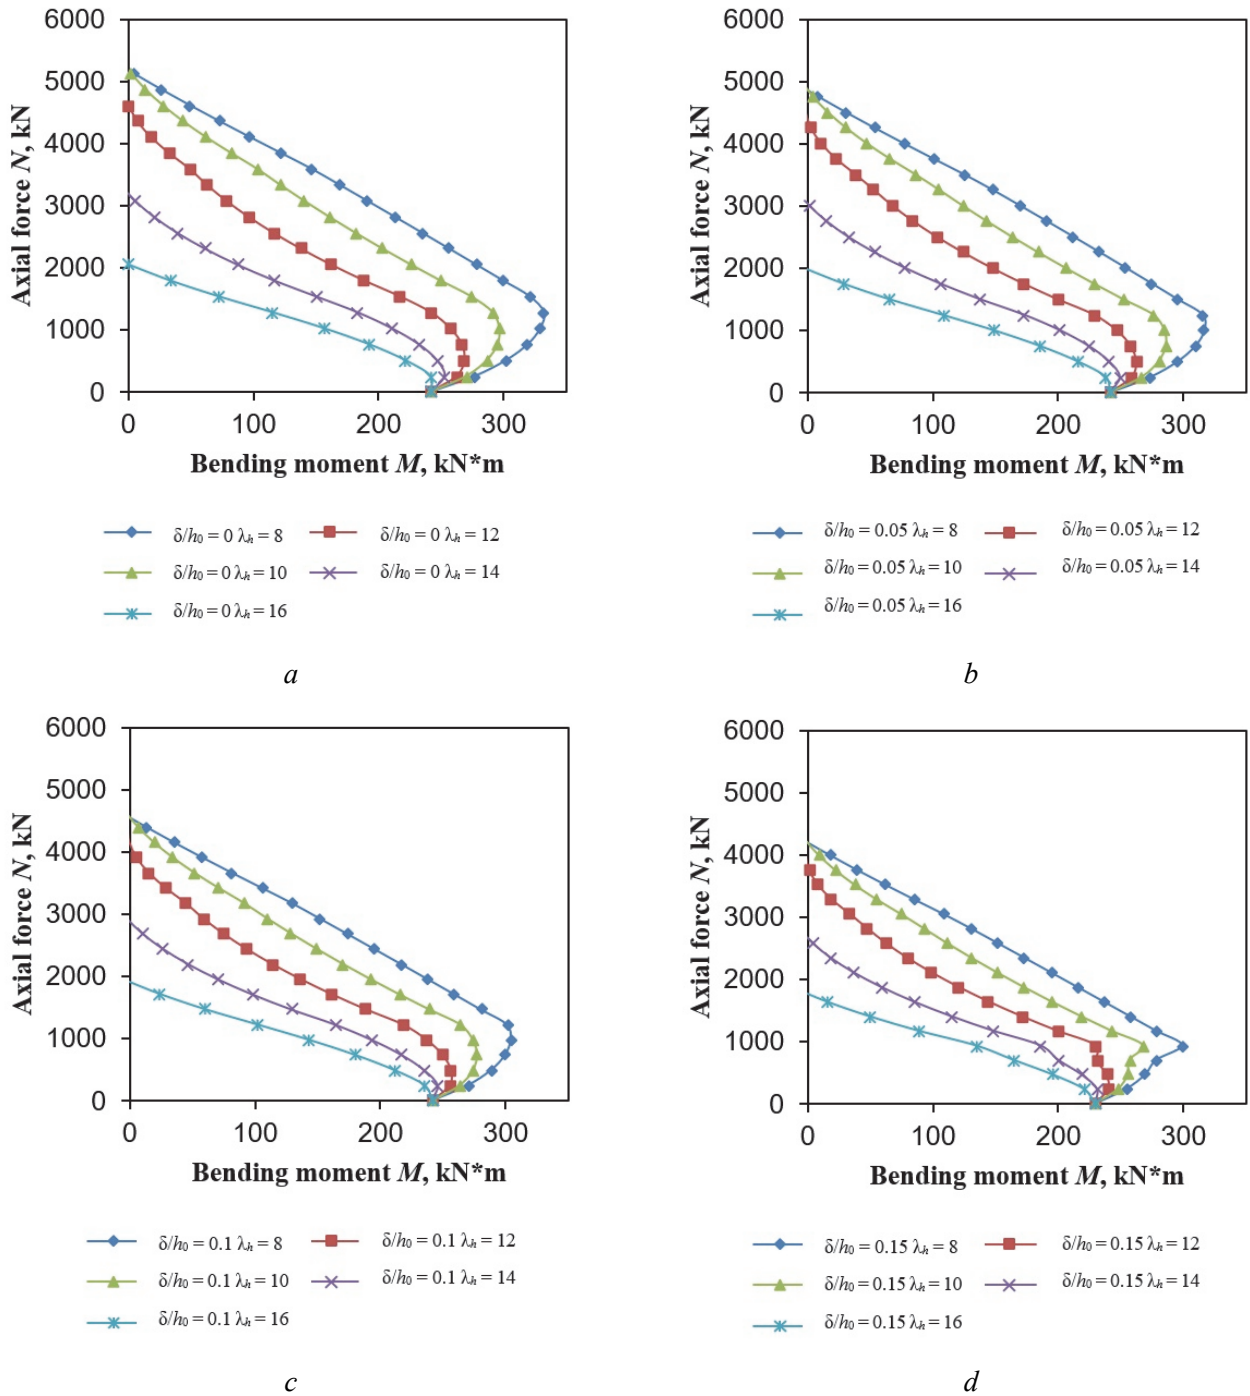 6000
5000
4000
3000
2000
1000
0
Axial force N, kN
0 100 200 300
Bending moment M, kN*m
δ/h₀ = 0 λₕ = 8
δ/h₀ = 0 λₕ = 12
δ/h₀ = 0 λₕ = 10
δ/h₀ = 0 λₕ = 14
δ/h₀ = 0 λₕ = 16
a
6000
5000
4000
3000
2000
1000
0
Axial force N, kN
0 100 200 300
Bending moment M, kN*m
δ/h₀ = 0.05 λₕ = 8
δ/h₀ = 0.05 λₕ = 12
δ/h₀ = 0.05 λₕ = 10
δ/h₀ = 0.05 λₕ = 14
δ/h₀ = 0.05 λₕ = 16
b
6000
5000
4000
3000
2000
1000
0
Axial force N, kN
0 100 200 300
Bending moment M, kN*m
δ/h₀ = 0.1 λₕ = 8
δ/h₀ = 0.1 λₕ = 12
δ/h₀ = 0.1 λₕ = 10
δ/h₀ = 0.1 λₕ = 14
δ/h₀ = 0.1 λₕ = 16
c
6000
5000
4000
3000
2000
1000
0
Axial force N, kN
0 100 200 300
Bending moment M, kN*m
δ/h₀ = 0.15 λₕ = 8
δ/h₀ = 0.15 λₕ = 12
δ/h₀ = 0.15 λₕ = 10
δ/h₀ = 0.15 λₕ = 14
δ/h₀ = 0.15 λₕ = 16
d